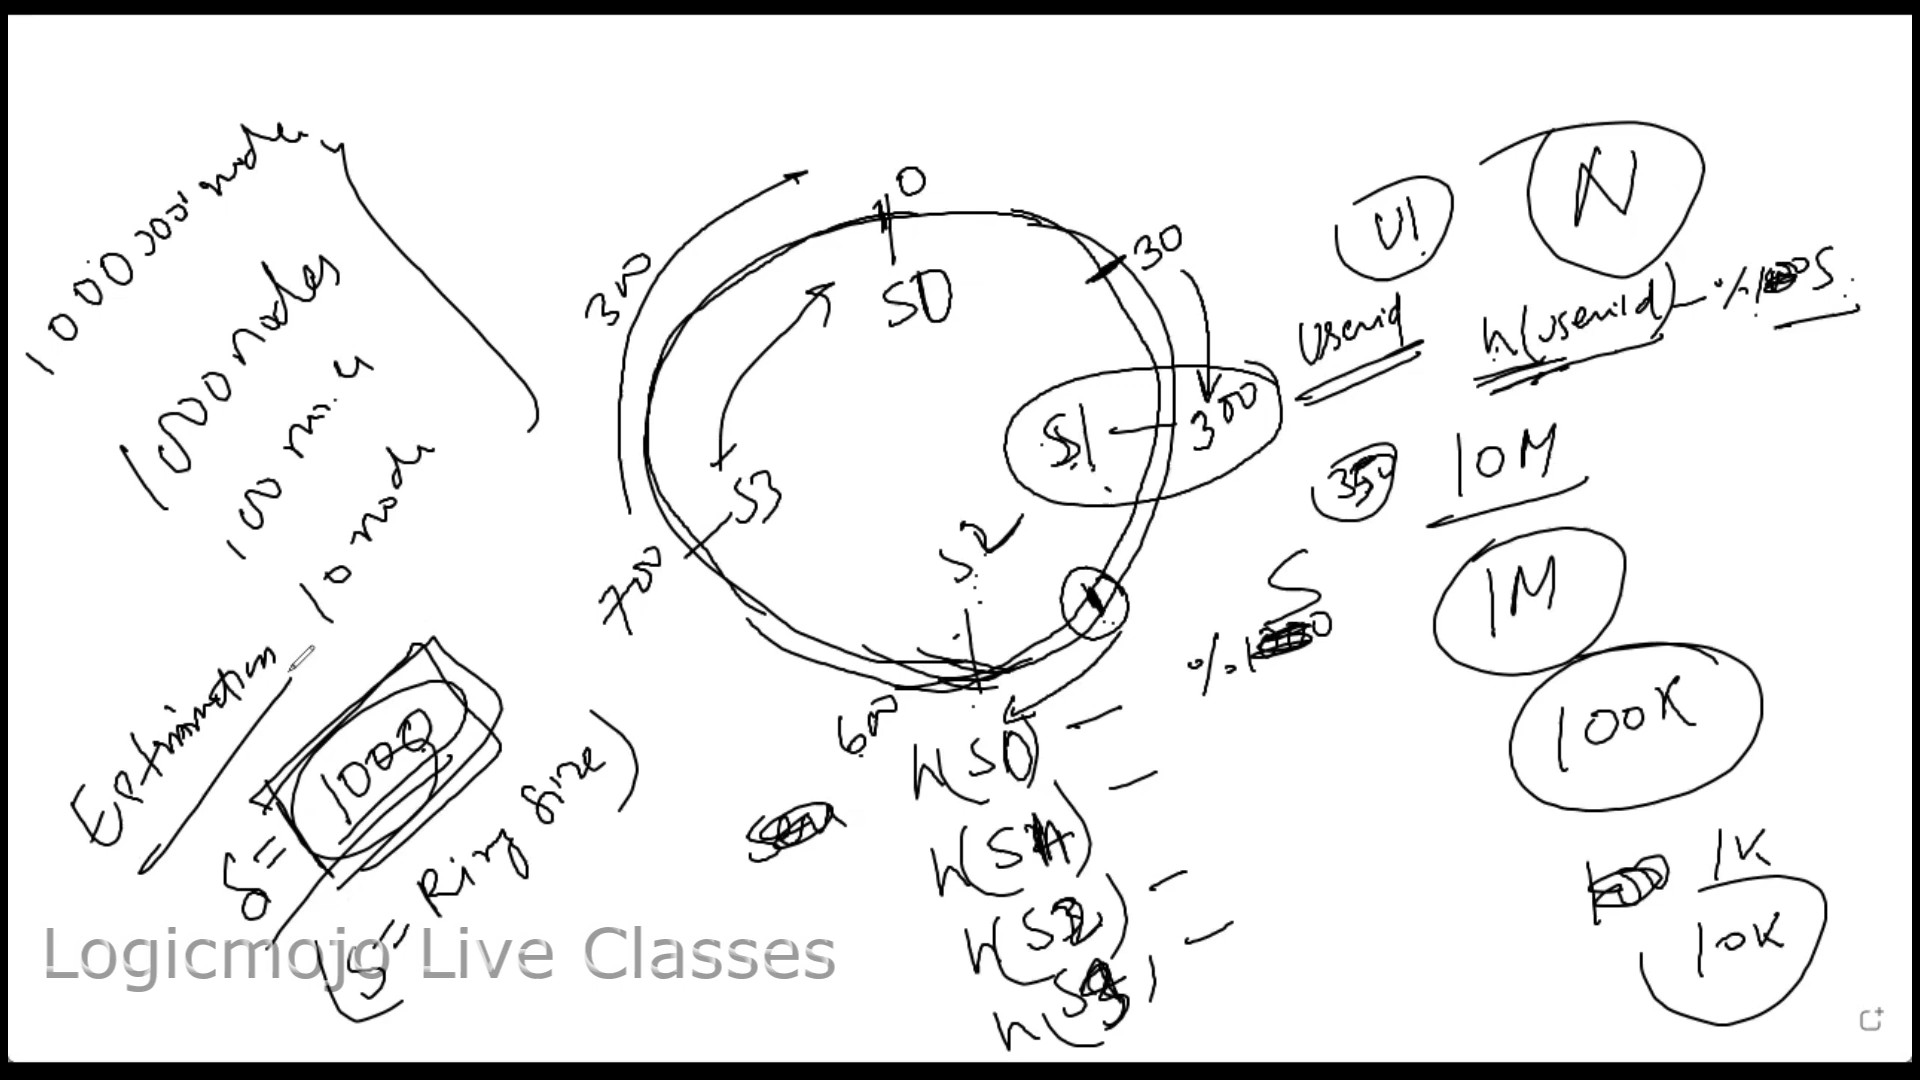 1000000 nodes
1000 nodes
100 nodes
10 node
Estimation
S = 1000
(S = Ring size)
0
S0
30
300
S1 — 300
S2
S3
700
600
300
h(S0) -
h(S1) -
h(S2) -
h(S3) -
U1
N
userid
h(userid) - % S
350
10M
S
1M
100K
1K
10K
Logicmojo Live Classes